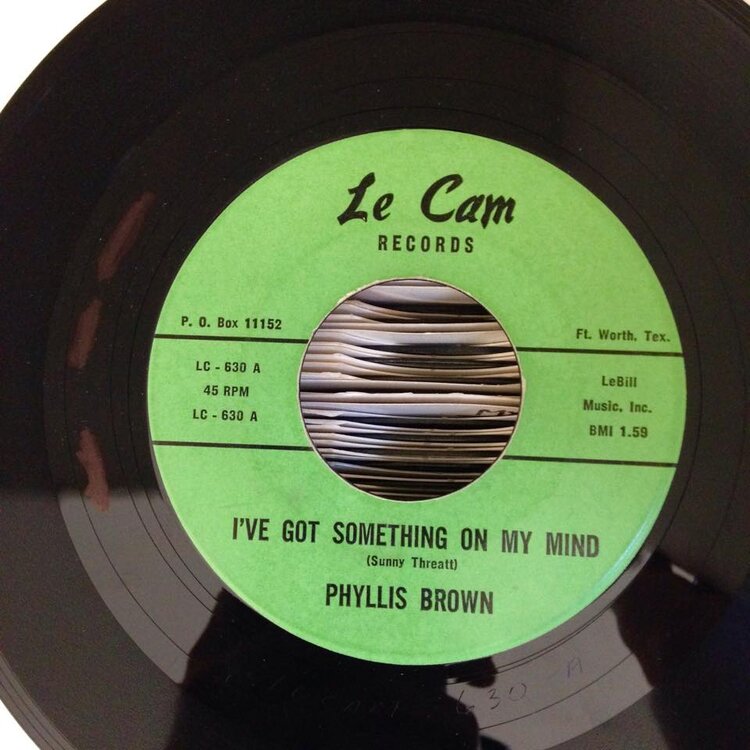 Le Cam
RECORDS
P. O. Box 11152
Ft. Worth, Tex.
LC - 630 A
45 RPM
LC - 630 A
LeBill
Music, Inc.
BMI 1.59
I'VE GOT SOMETHING ON MY MIND
(Sunny Threatt)
PHYLLIS BROWN
630 - A